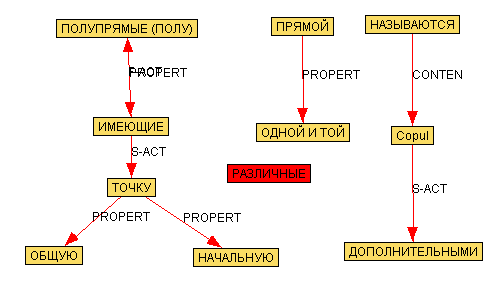 ПОЛУПРЯМЫЕ (ПОЛУ)
ПРЯМОЙ
НАЗЫВАЮТСЯ
PROPERT
PROPERT
CONTEN
ИМЕЮЩИЕ
ОДНОЙ И ТОЙ
Copul
S-ACT
РАЗЛИЧНЫЕ
ТОЧКУ
S-ACT
PROPERT
PROPERT
ОБЩУЮ
НАЧАЛЬНУЮ
ДОПОЛНИТЕЛЬНЫМИ